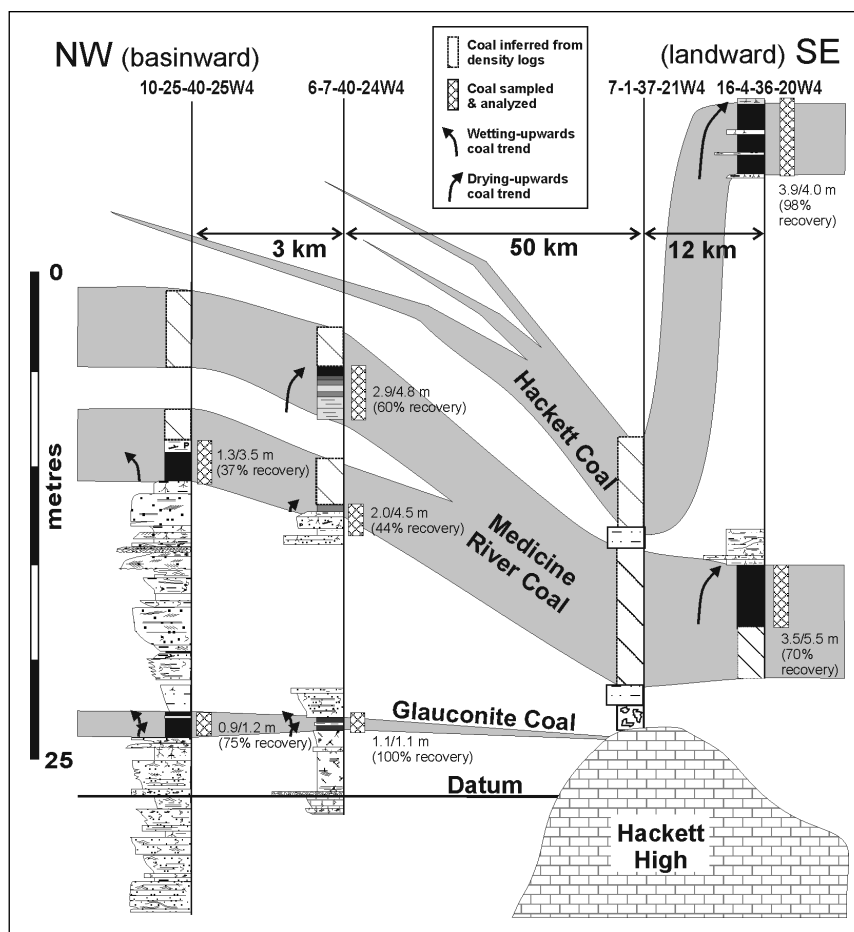 NW (basinward)
(landward) SE
10-25-40-25W4
6-7-40-24W4
7-1-37-21W4
16-4-36-20W4
Coal inferred from
density logs
Coal sampled
& analyzed
Wetting-upwards
coal trend
Drying-upwards
coal trend
3.9/4.0 m
(98%
recovery)
3 km
50 km
12 km
0
metres
25
Hackett Coal
2.9/4.8 m
(60% recovery)
P
1.3/3.5 m
(37% recovery)
2.0/4.5 m
(44% recovery)
Medicine
River Coal
3.5/5.5 m
(70%
recovery)
Glauconite Coal
0.9/1.2 m
(75% recovery)
1.1/1.1 m
(100% recovery)
Datum
Hackett
High